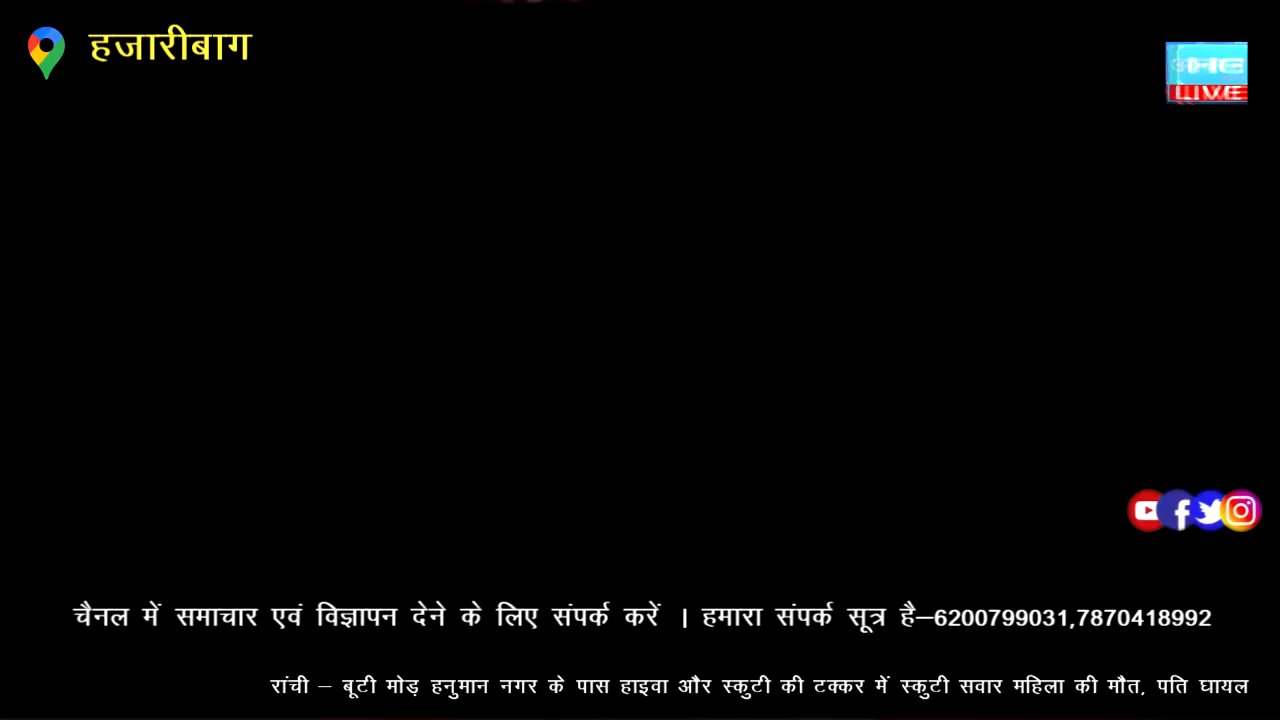 हजारीबाग
LIVE
चैनल में समाचार एवं विज्ञापन देने के लिए संपर्क करें । हमारा संपर्क सूत्र है–6200799031,7870418992
रांची – बूटी मोड़ हनुमान नगर के पास हाइवा और स्कुटी की टक्कर में स्कुटी सवार महिला की मौत, पति घायल